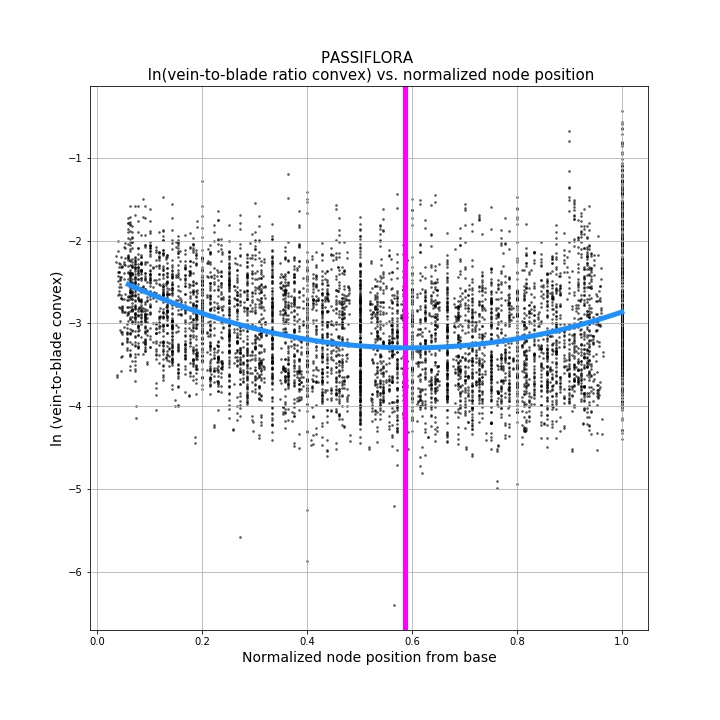 PASSIFLORA
ln(vein-to-blade ratio convex) vs. normalized node position
ln (vein-to-blade convex)
−1
−2
−3
−4
−5
−6
0.0 0.2 0.4 0.6 0.8 1.0
Normalized node position from base